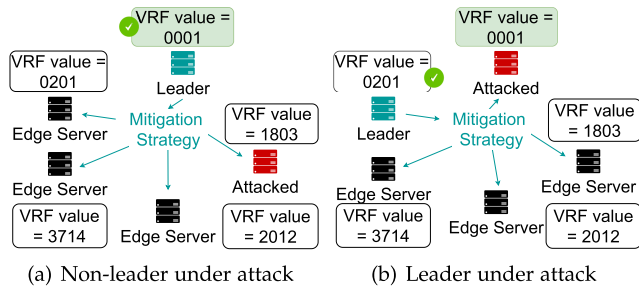 VRF value =
0001
VRF value =
0201
Leader
Edge Server
Mitigation
Strategy
VRF value
= 1803
Edge Server
Attacked
VRF value
= 3714
Edge Server
VRF value
= 2012
(a) Non-leader under attack
VRF value =
0001
VRF value =
0201
Attacked
Leader
Mitigation
Strategy
VRF value
= 1803
Edge Server
Edge Server
VRF value
= 3714
Edge Server
VRF value
= 2012
(b) Leader under attack